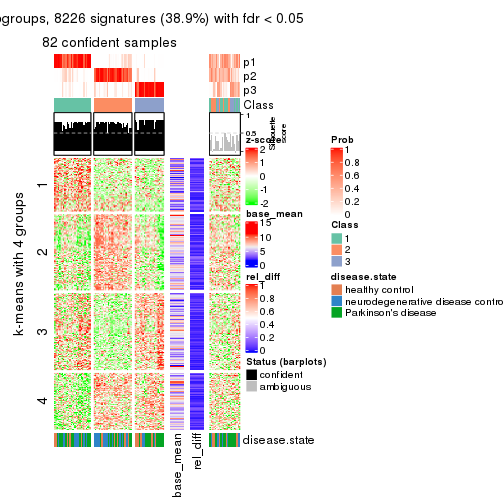 groups, 8226 signatures (38.9%) with fdr < 0.05
82 confident samples
p1
p2
p3
Class
1
0.5
0
Silhouette
score
k-means with 4 groups
1
2
3
4
base_mean
rel_diff
disease.state
z-score
2
1
0
-1
-2
base_mean
15
10
5
0
rel_diff
1
0.8
0.6
0.4
0.2
0
Status (barplots)
confident
ambiguous
Prob
1
0.8
0.6
0.4
0.2
0
Class
1
2
3
disease.state
healthy control
neurodegenerative disease contro
Parkinson's disease